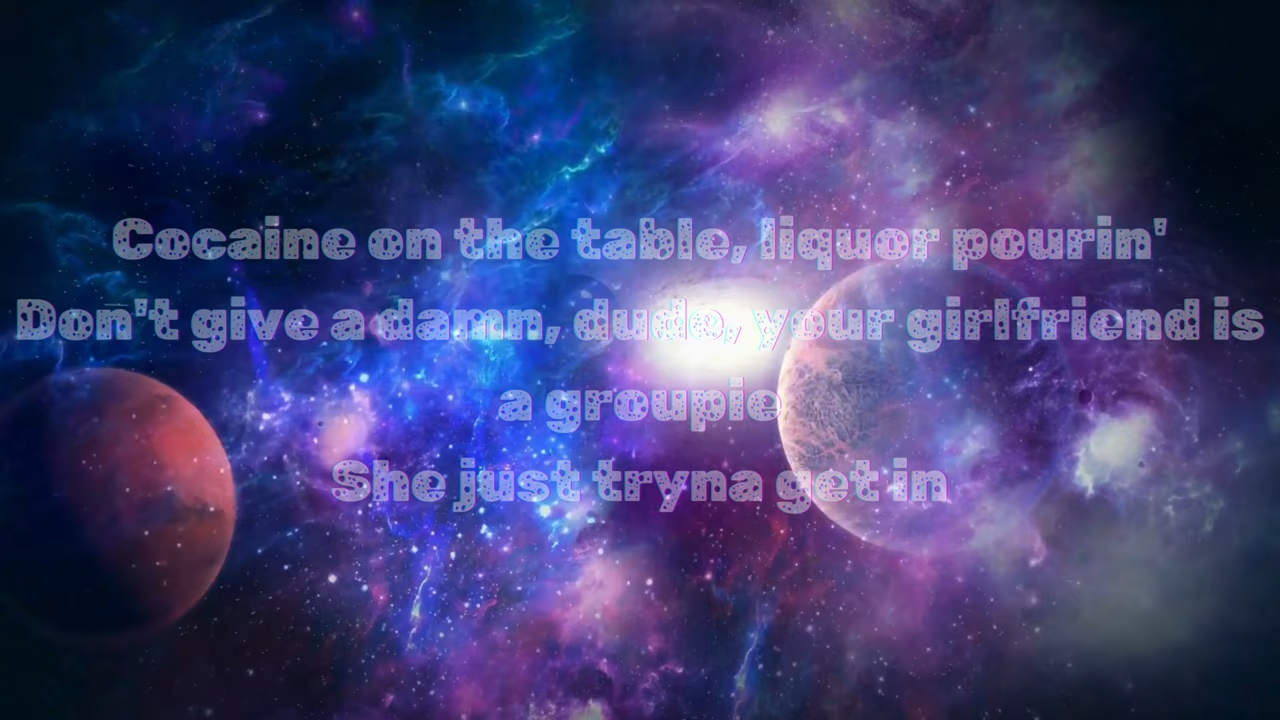 Cocaine on the table, liquor pourin'
Don't give a damn, dude, your girlfriend is
a groupie
She just tryna get in